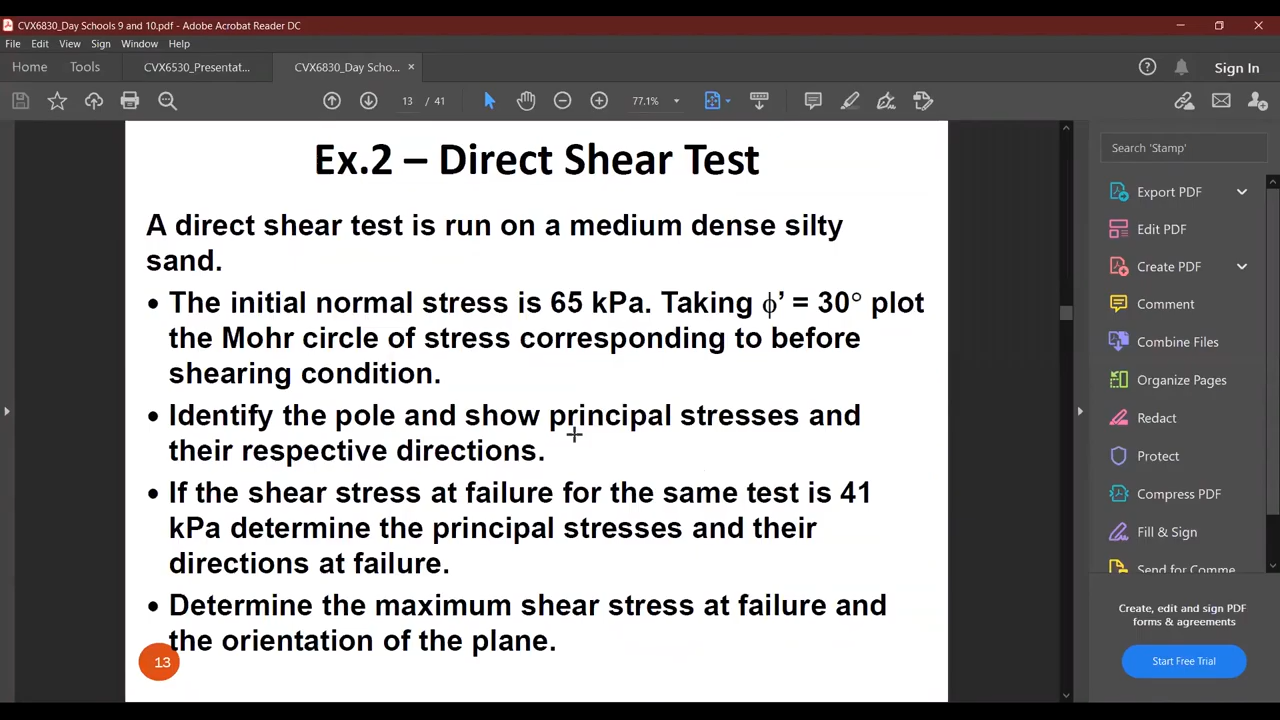 CVX6830_Day Schools 9 and 10.pdf - Adobe Acrobat Reader DC
File Edit View Sign Window Help
Home Tools CVX6530_Presentat... CVX6830_Day Scho... ×
Sign In
13 / 41 77.1%
Ex.2 – Direct Shear Test
A direct shear test is run on a medium dense silty
sand.
• The initial normal stress is 65 kPa. Taking ϕ’ = 30° plot
the Mohr circle of stress corresponding to before
shearing condition.
• Identify the pole and show principal stresses and
their respective directions.
• If the shear stress at failure for the same test is 41
kPa determine the principal stresses and their
directions at failure.
• Determine the maximum shear stress at failure and
the orientation of the plane.
13
Search 'Stamp'
Export PDF
Edit PDF
Create PDF
Comment
Combine Files
Organize Pages
Redact
Protect
Compress PDF
Fill & Sign
Send for Comme
Create, edit and sign PDF
forms & agreements
Start Free Trial